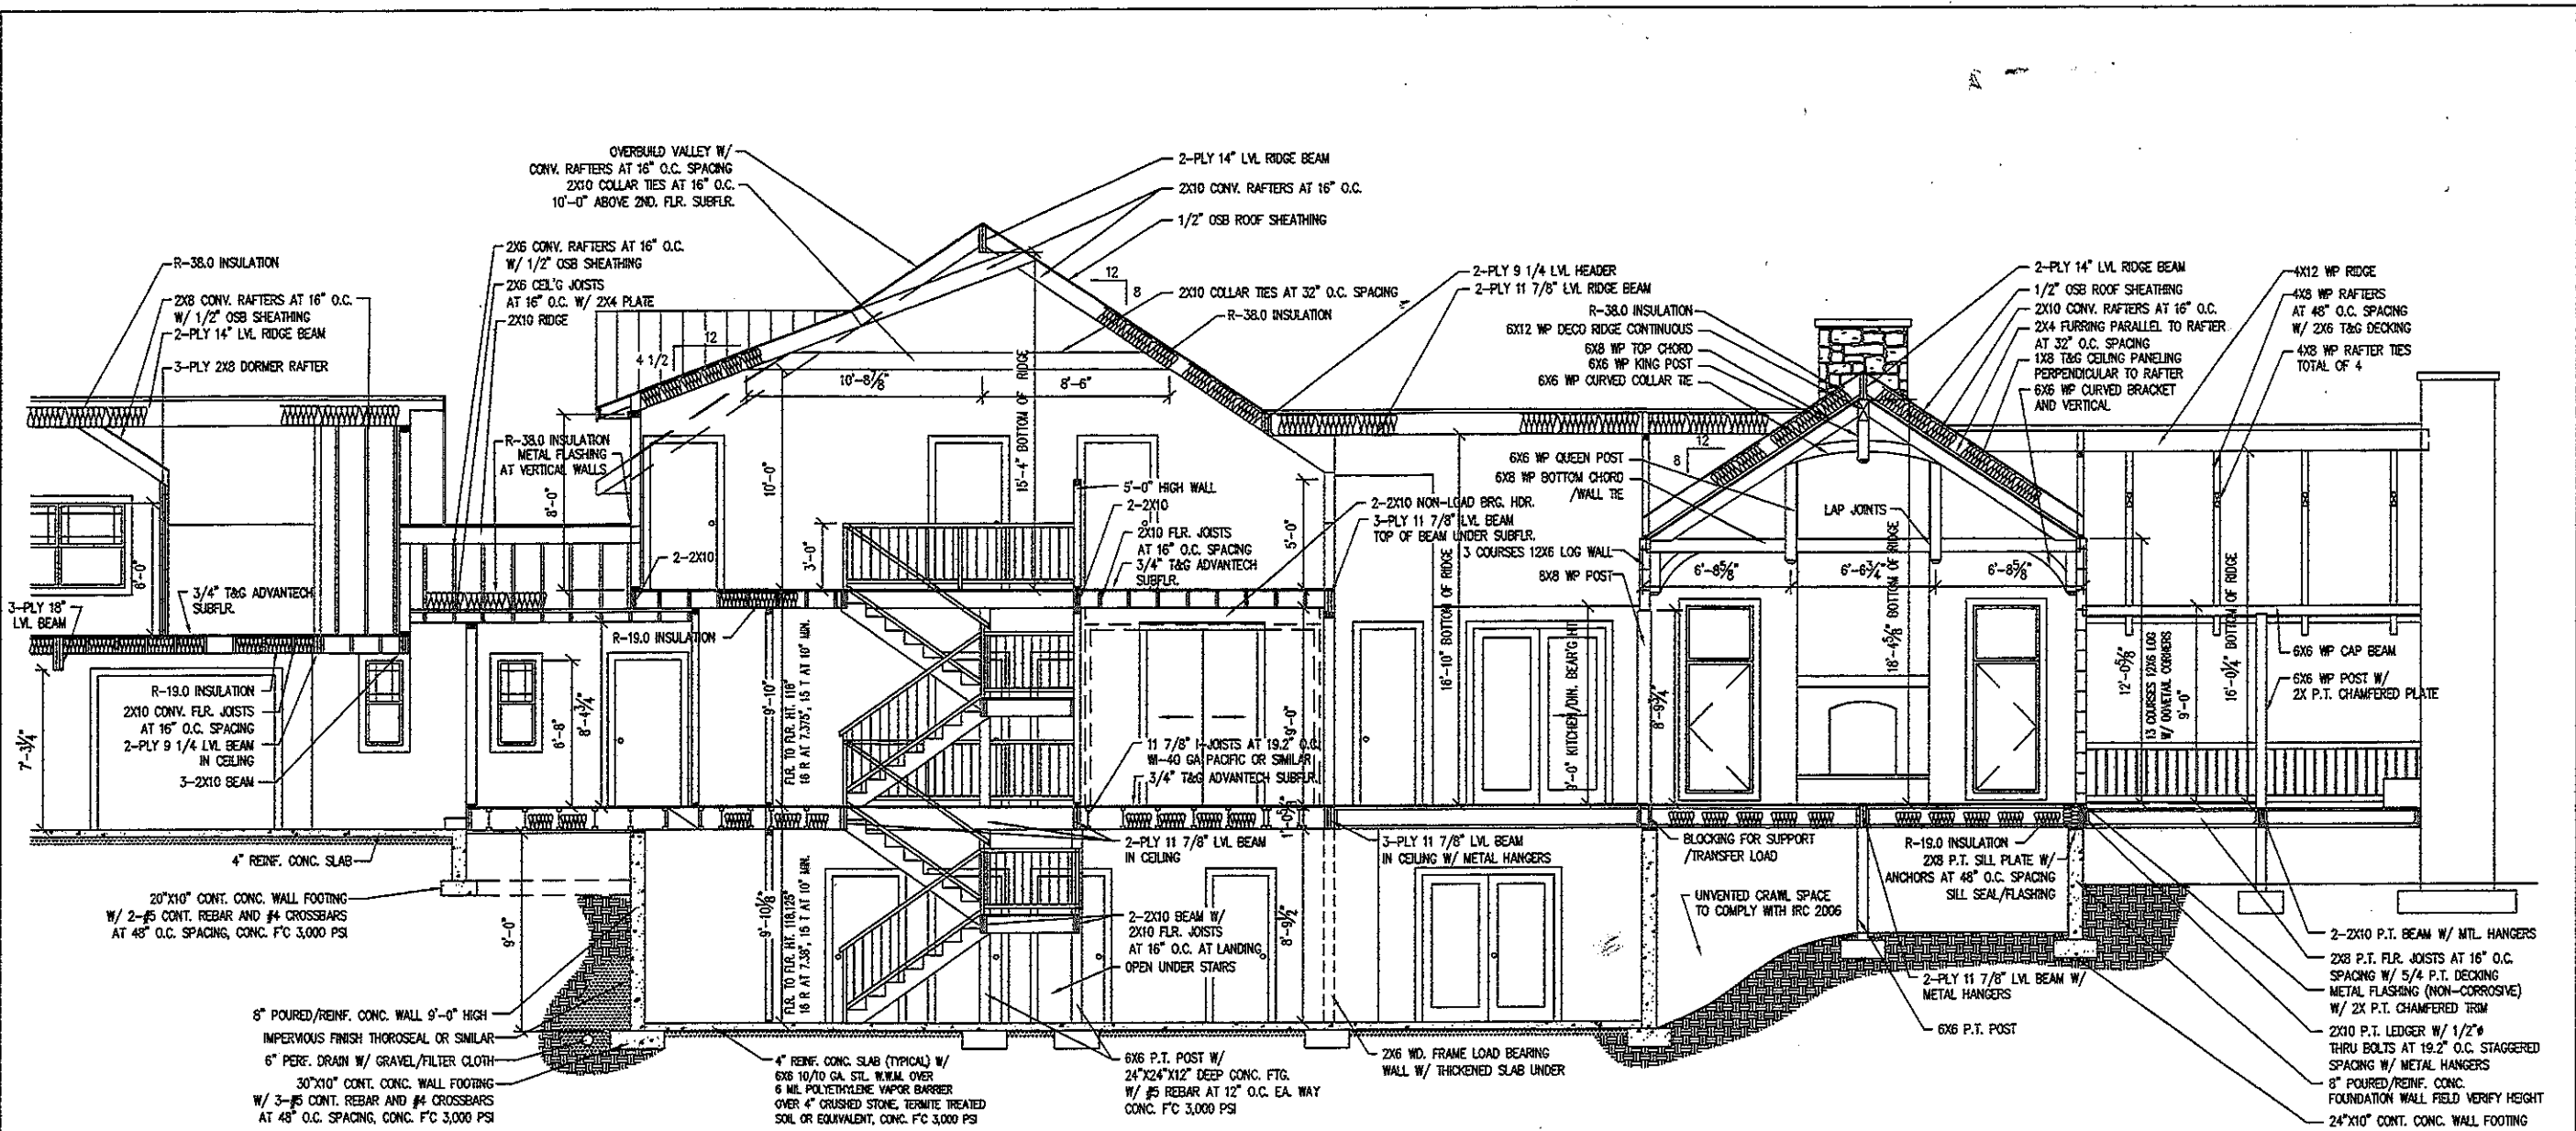 OVERBUILD VALLEY W/
CONV. RAFTERS AT 16" O.C. SPACING
2X10 COLLAR TIES AT 16" O.C.
10'-0" ABOVE 2ND. FLR. SUBFLR.
2-PLY 14" LVL RIDGE BEAM
2X10 CONV. RAFTERS AT 16" O.C.
1/2" OSB ROOF SHEATHING
R-38.0 INSULATION
2X8 CONV. RAFTERS AT 16" O.C.
W/ 1/2" OSB SHEATHING
2-PLY 14" LVL RIDGE BEAM
3-PLY 2X8 DORMER RAFTER
2X6 CONV. RAFTERS AT 16" O.C.
W/ 1/2" OSB SHEATHING
2X6 CEIL'G JOISTS
AT 16" O.C. W/ 2X4 PLATE
2X10 RIDGE
12
4 1/2
12
8
2X10 COLLAR TIES AT 32" O.C. SPACING
R-38.0 INSULATION
2-PLY 9 1/4 LVL HEADER
2-PLY 11 7/8" LVL RIDGE BEAM
R-38.0 INSULATION
6X12 WP DECO RIDGE CONTINUOUS
6X8 WP TOP CHORD
6X6 WP KING POST
6X6 WP CURVED COLLAR TIE
2-PLY 14" LVL RIDGE BEAM
1/2" OSB ROOF SHEATHING
2X10 CONV. RAFTERS AT 16" O.C.
2X4 FURRING PARALLEL TO RAFTER
AT 32" O.C. SPACING
1X8 T&G CEILING PANELING
PERPENDICULAR TO RAFTER
6X6 WP CURVED BRACKET
AND VERTICAL
4X12 WP RIDGE
4X8 WP RAFTERS
AT 48" O.C. SPACING
W/ 2X6 T&G DECKING
4X8 WP RAFTER TIES
TOTAL OF 4
10'-8 7/8"
8'-6"
15'-4" BOTTOM OF RIDGE
10'-0"
8'-0"
R-38.0 INSULATION
METAL FLASHING
AT VERTICAL WALLS
12
8
6X6 WP QUEEN POST
6X8 WP BOTTOM CHORD
/WALL TIE
LAP JOINTS
5'-0" HIGH WALL
2-2X10
2X10 FLR. JOISTS
AT 16" O.C. SPACING
3/4" T&G ADVANTECH
SUBFLR.
5'-0"
3'-0"
2-2X10
2-2X10 NON-LOAD BRG. HDR.
3-PLY 11 7/8" LVL BEAM
TOP OF BEAM UNDER SUBFLR.
3 COURSES 12X6 LOG WALL
8X8 WP POST
6'-8 5/8"
6'-6 3/4"
6'-8 5/8"
16'-10" BOTTOM OF RIDGE
18'-4 5/8" BOTTOM OF RIDGE
8'-9 1/4"
9'-0" KITCHEN/DIN. BEAR'G HT.
12'-0 5/8"
13 COURSES 12X6 LOG
W/ DOVETAIL CORNERS
9'-0"
16'-0 1/4" BOTTOM OF RIDGE
6X6 WP CAP BEAM
6X6 WP POST W/
2X P.T. CHAMFERED PLATE
3/4" T&G ADVANTECH
SUBFLR.
3-PLY 18"
LVL BEAM
R-19.0 INSULATION
R-19.0 INSULATION
2X10 CONV. FLR. JOISTS
AT 16" O.C. SPACING
2-PLY 9 1/4 LVL BEAM
IN CEILING
3-2X10 BEAM
7'-3 1/4"
6'-8"
8'-4 3/4"
FLR. TO FLR. HT. 118"
16 R AT 7.375", 15 T AT 10" MIN.
9'-10"
9'-0"
11 7/8" I-JOISTS AT 19.2" O.C.
WI-40 GA PACIFIC OR SIMILAR
3/4" T&G ADVANTECH SUBFLR.
4" REINF. CONC. SLAB
20"X10" CONT. CONC. WALL FOOTING
W/ 2-#5 CONT. REBAR AND #4 CROSSBARS
AT 48" O.C. SPACING, CONC. F'C 3,000 PSI
9'-0"
FLR. TO FLR. HT. 118.125"
16 R AT 7.38", 15 T AT 10" MIN.
9'-10 1/8"
2-PLY 11 7/8" LVL BEAM
IN CEILING
8'-9 1/2"
3-PLY 11 7/8" LVL BEAM
IN CEILING W/ METAL HANGERS
BLOCKING FOR SUPPORT
/TRANSFER LOAD
UNVENTED CRAWL SPACE
TO COMPLY WITH IRC 2006
R-19.0 INSULATION
2X8 P.T. SILL PLATE W/
ANCHORS AT 48" O.C. SPACING
SILL SEAL/FLASHING
2-2X10 BEAM W/
2X10 FLR. JOISTS
AT 16" O.C. AT LANDING
OPEN UNDER STAIRS
8" POURED/REINF. CONC. WALL 9'-0" HIGH
IMPERVIOUS FINISH THOROSEAL OR SIMILAR
6" PERF. DRAIN W/ GRAVEL/FILTER CLOTH
30"X10" CONT. CONC. WALL FOOTING
W/ 3-#5 CONT. REBAR AND #4 CROSSBARS
AT 48" O.C. SPACING, CONC. F'C 3,000 PSI
4" REINF. CONC. SLAB (TYPICAL) W/
6X6 10/10 GA. STL. W.W.M. OVER
6 MIL POLYETHYLENE VAPOR BARRIER
OVER 4" CRUSHED STONE, TERMITE TREATED
SOIL OR EQUIVALENT, CONC. F'C 3,000 PSI
6X6 P.T. POST W/
24"X24"X12" DEEP CONC. FTG.
W/ #5 REBAR AT 12" O.C. EA. WAY
CONC. F'C 3,000 PSI
2X6 WD. FRAME LOAD BEARING
WALL W/ THICKENED SLAB UNDER
2-PLY 11 7/8" LVL BEAM W/
METAL HANGERS
6X6 P.T. POST
2-2X10 P.T. BEAM W/ MTL. HANGERS
2X8 P.T. FLR. JOISTS AT 16" O.C.
SPACING W/ 5/4 P.T. DECKING
METAL FLASHING (NON-CORROSIVE)
W/ 2X P.T. CHAMFERED TRIM
2X10 P.T. LEDGER W/ 1/2"ø
THRU BOLTS AT 19.2" O.C. STAGGERED
SPACING W/ METAL HANGERS
8" POURED/REINF. CONC.
FOUNDATION WALL FIELD VERIFY HEIGHT
24"X10" CONT. CONC. WALL FOOTING